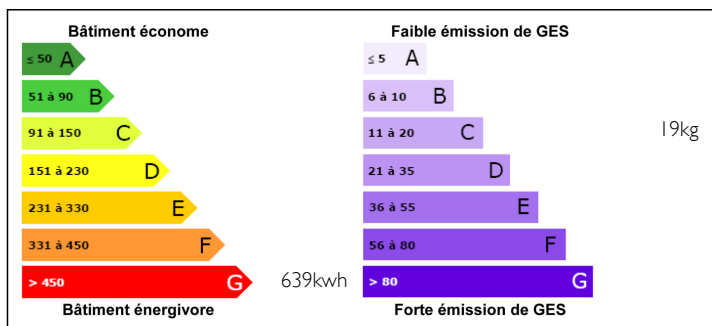 Bâtiment économe
≤ 50 A
51 à 90 B
91 à 150 C
151 à 230 D
231 à 330 E
331 à 450 F
> 450 G
639kwh
Bâtiment énergivore
Faible émission de GES
≤ 5 A
6 à 10 B
11 à 20 C
19kg
21 à 35 D
36 à 55 E
56 à 80 F
> 80 G
Forte émission de GES